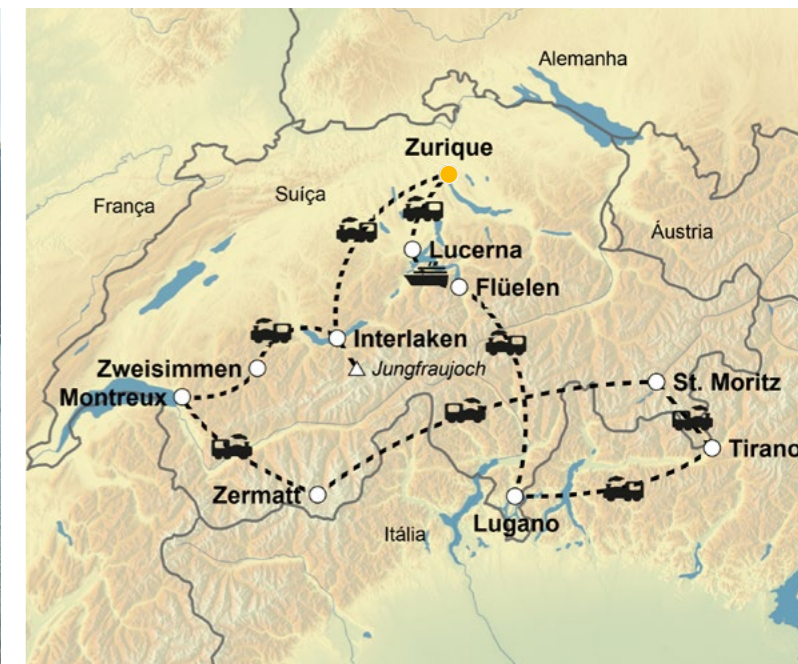 Alemanha
Zurique
Suíça
França
Áustria
Lucerna
Flüelen
Interlaken
Zweisimmen
Jungfraujoch
St. Moritz
Montreux
Tirano
Zermatt
Lugano
Itália